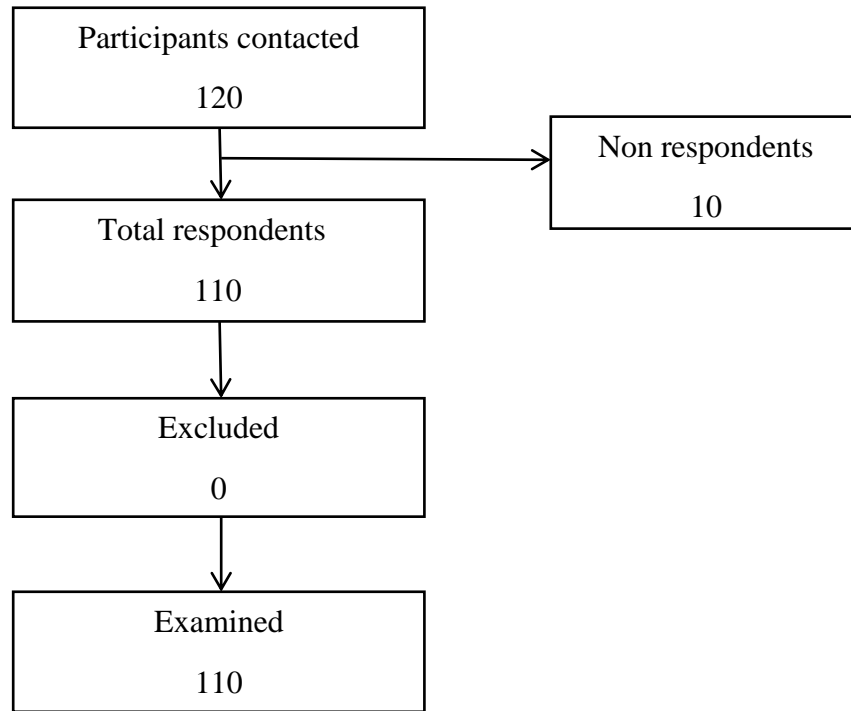 Participants contacted
120
Non respondents
10
Total respondents
110
Excluded
0
Examined
110